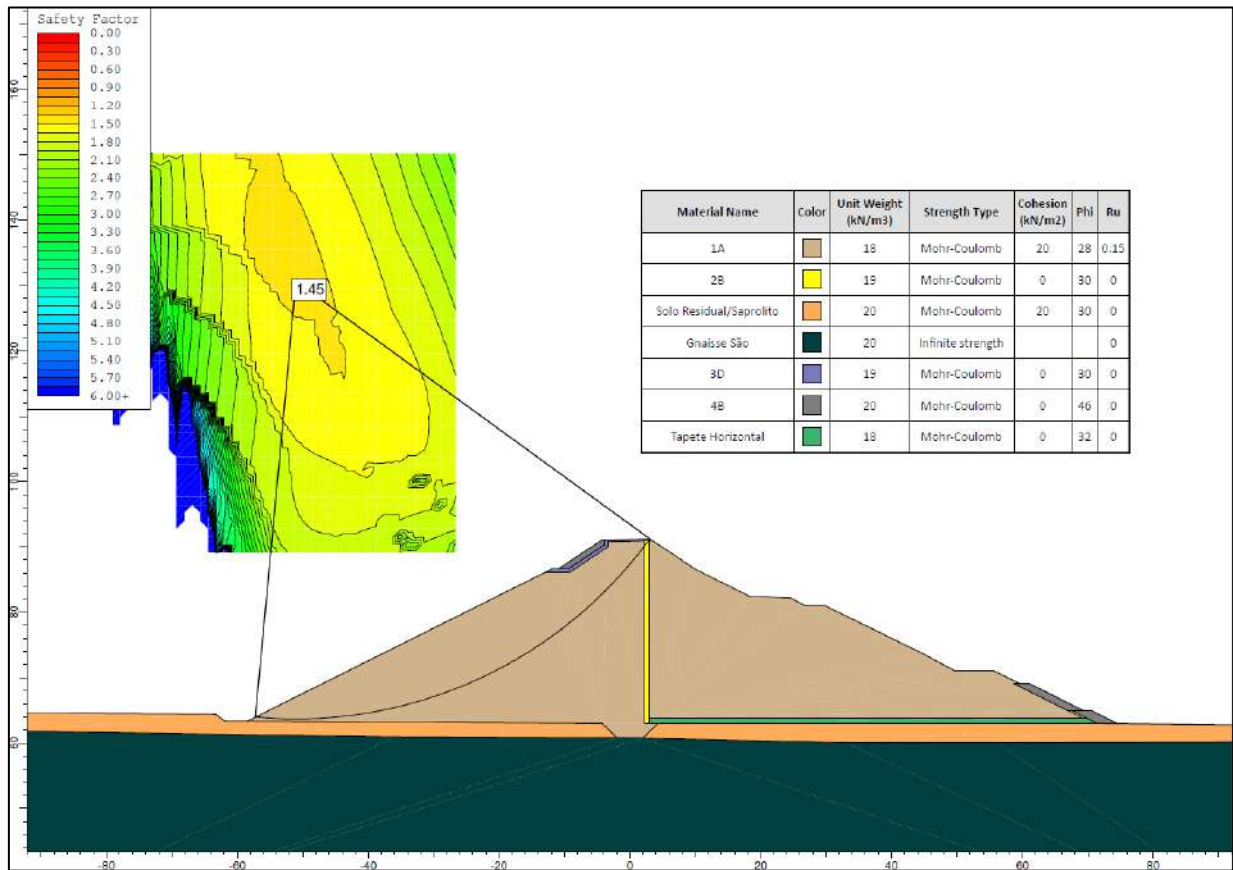 Safety Factor
0.00
0.30
0.60
0.90
1.20
1.50
1.80
2.10
2.40
2.70
3.00
3.30
3.60
3.90
4.20
4.50
4.80
5.10
5.40
5.70
6.00+
160
140
120
100
80
60
1.45
Material Name Color Unit Weight (kN/m3) Strength Type Cohesion (kN/m2) Phi Ru
1A 18 Mohr-Coulomb 20 28 0.15
2B 19 Mohr-Coulomb 0 30 0
Solo Residual/Saprolito 20 Mohr-Coulomb 20 30 0
Gnaisse São 20 Infinite strength 0
3D 19 Mohr-Coulomb 0 30 0
4B 20 Mohr-Coulomb 0 46 0
Tapete Horizontal 18 Mohr-Coulomb 0 32 0
-80 -60 -40 -20 0 20 40 60 80